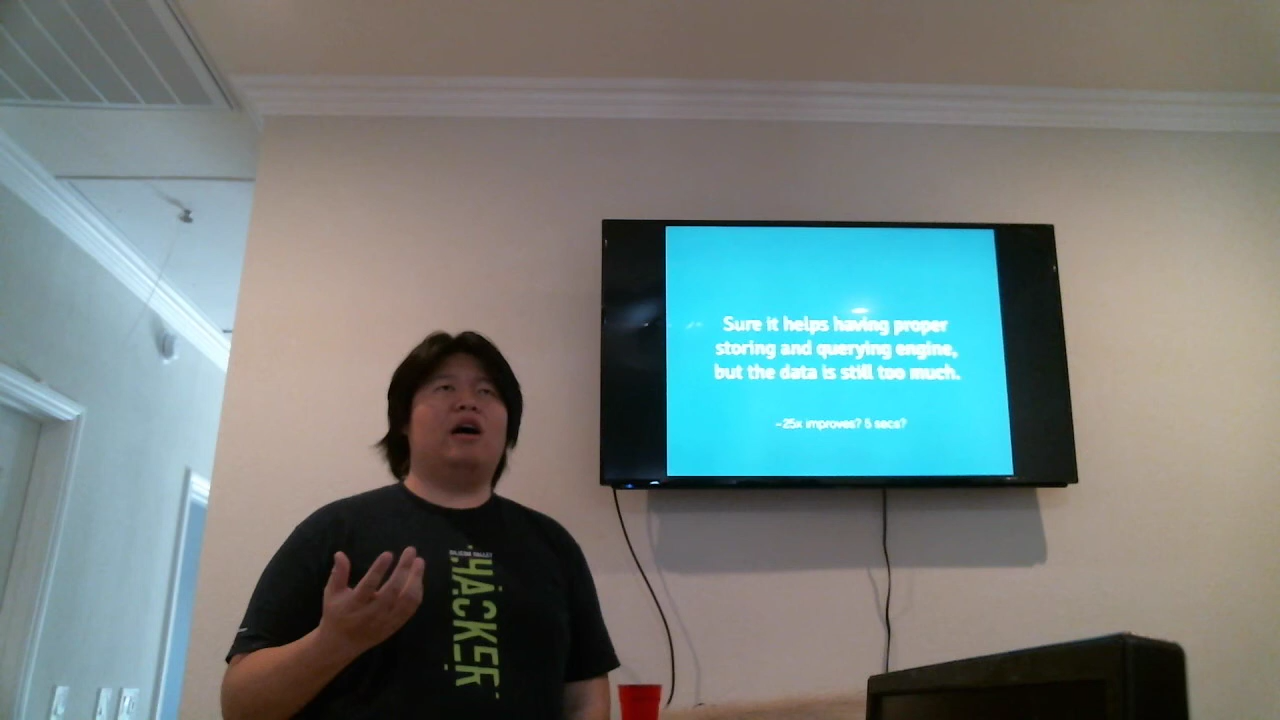 Sure it helps having proper
storing and querying engine,
but the data is still too much.
~25x improves? 5 secs?
SILICON VALLEY
HACKER